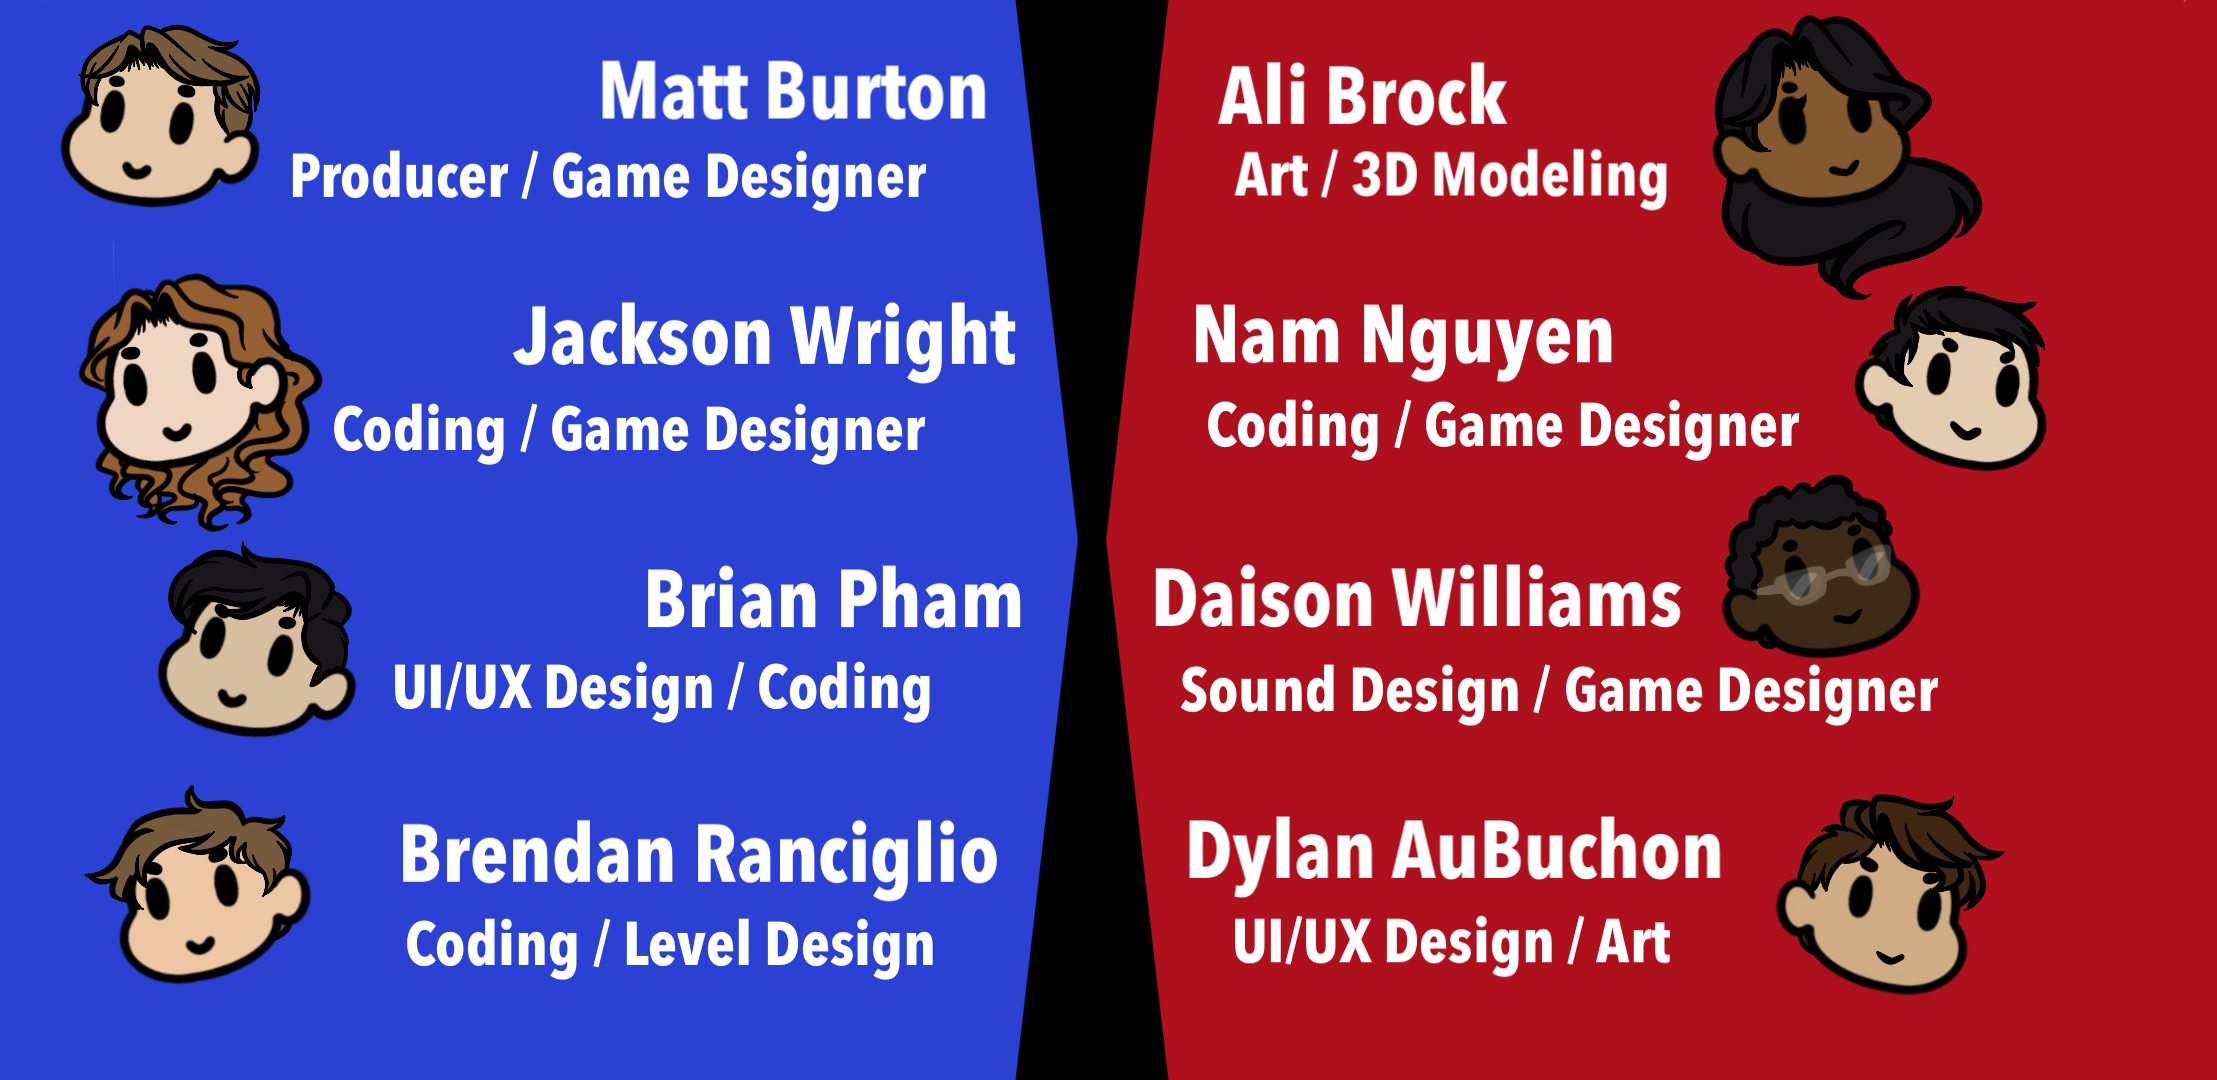 Matt Burton
Producer / Game Designer
Jackson Wright
Coding / Game Designer
Brian Pham
UI/UX Design / Coding
Brendan Ranciglio
Coding / Level Design
Ali Brock
Art / 3D Modeling
Nam Nguyen
Coding / Game Designer
Daison Williams
Sound Design / Game Designer
Dylan AuBuchon
UI/UX Design / Art